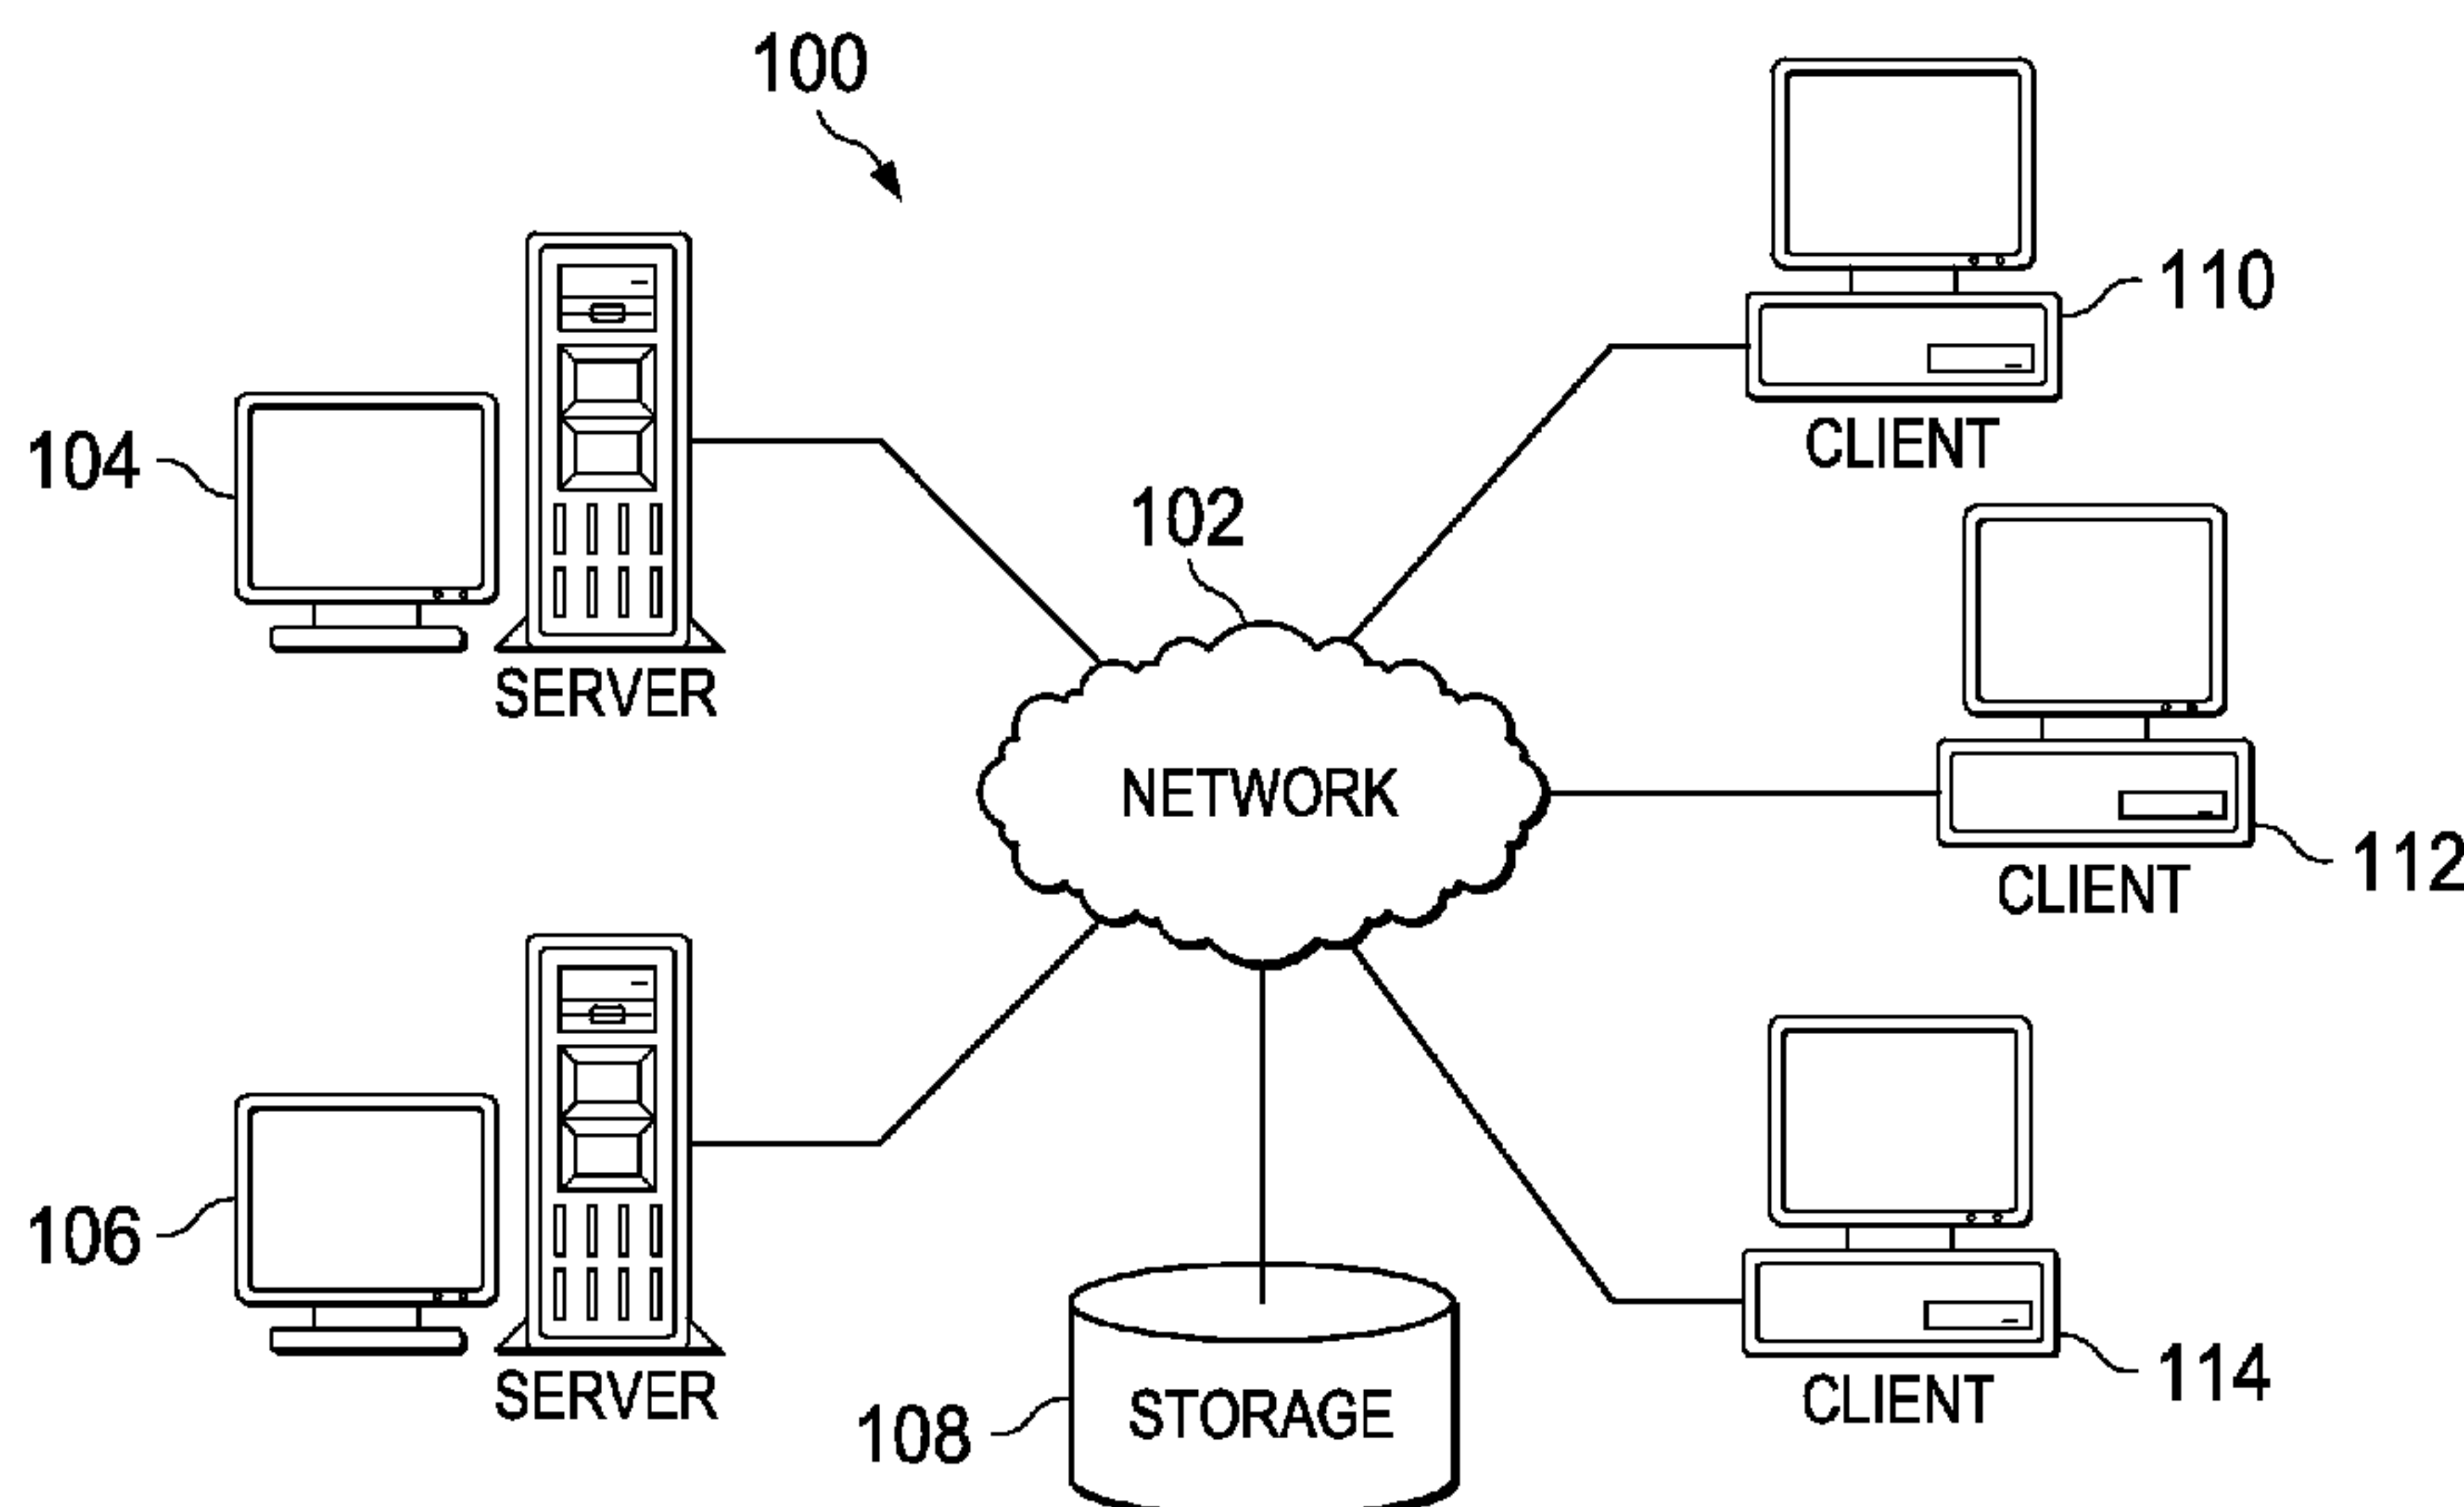 100
110
CLIENT
104
SERVER
102
NETWORK
112
CLIENT
106
SERVER
108
STORAGE
114
CLIENT